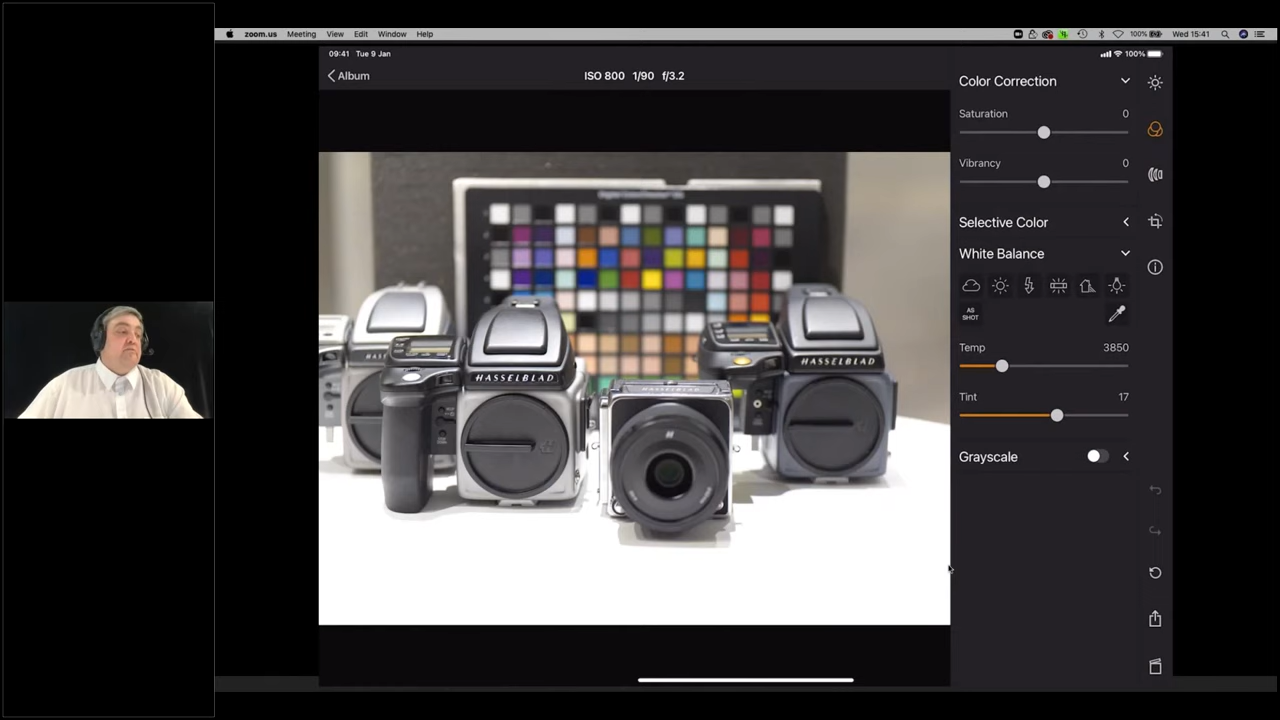 zoom.us Meeting View Edit Window Help 100% Wed 15:41
09:41 Tue 9 Jan 100%
Album ISO 800 1/90 f/3.2
Color Correction
Saturation 0
Vibrancy 0
Selective Color
White Balance
AS SHOT
Temp 3850
Tint 17
Grayscale
HASSELBLAD
HASSELBLAD
HASSELBLAD